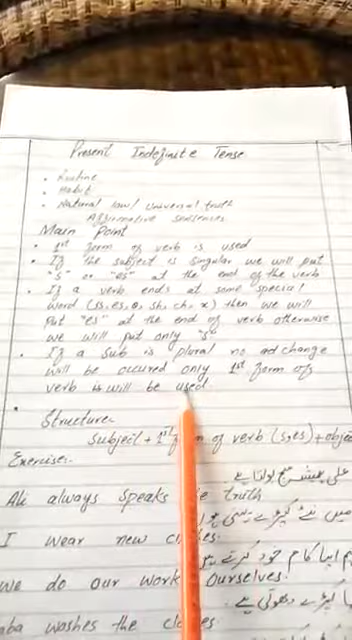 Present Indefinite Tense
• Routine
• Habit
• Natural law/ Universal truth
Affirmative sentences
Main Point
• 1st form of verb is used
• If the subject is singular we will put
"s" or "es" at the end of the verb
• If a verb ends at some special
word (ss, es, o, sh, ch, x) then we will
put "es" at the end of verb otherwise
we will put only "s"
• If a sub is plural no ad change
will be occured only 1st form of
verb is will be used.
• Structure
Subject + 1st of verb (s,es) + object
Exercise.
علی ہمیشہ سچ بولتا ہے
Ali always speaks truth
میں نئے کپڑے
I wear new
ہم اپنا کام خود کرتے ہیں
we do our work ourselves.
کپڑے دھوتی ہے
washes the